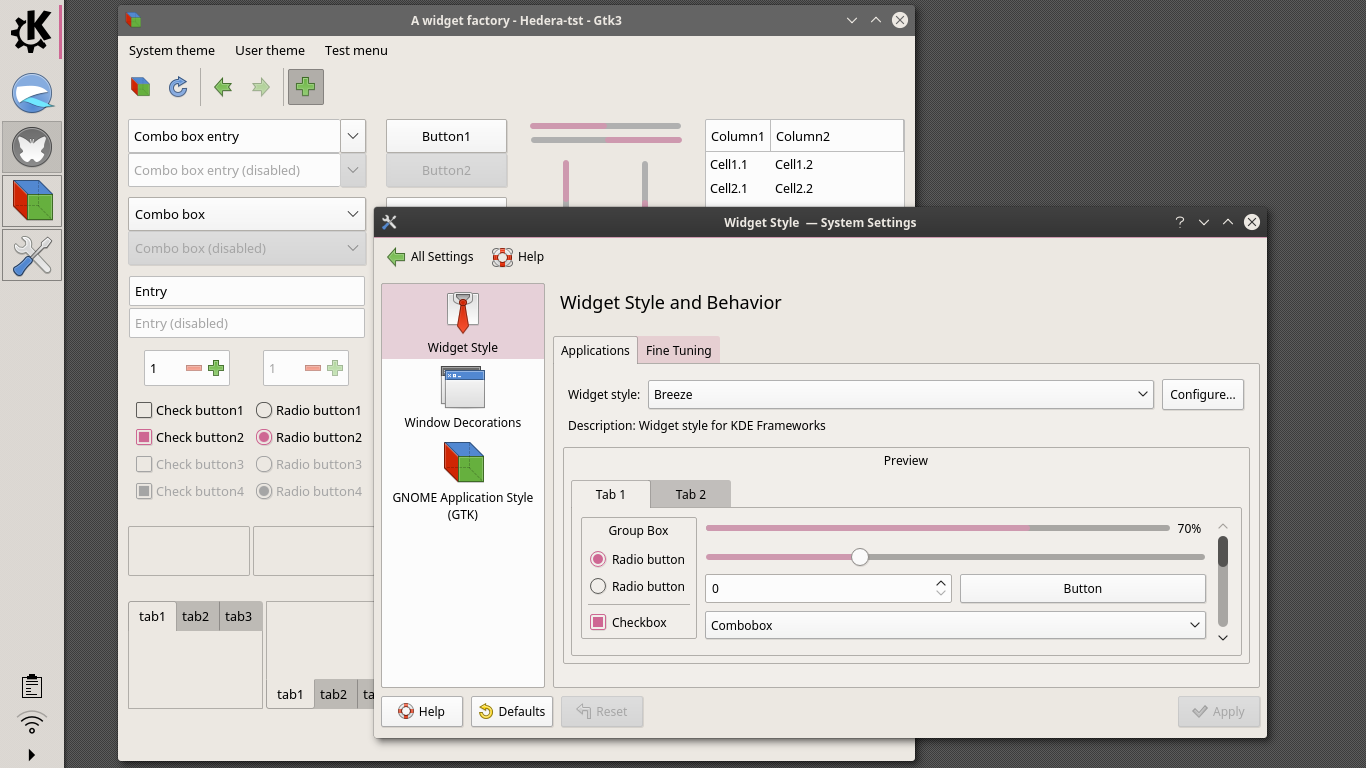 A widget factory - Hedera-tst - Gtk3
System theme User theme Test menu
Combo box entry
Combo box entry (disabled)
Combo box
Combo box (disabled)
Entry
Entry (disabled)
1 1
Check button1 Radio button1
Check button2 Radio button2
Check button3 Radio button3
Check button4 Radio button4
tab1 tab2 tab3
tab1 tab2
Button1
Button2
Column1 Column2
Cell1.1 Cell1.2
Cell2.1 Cell2.2
Widget Style — System Settings ?
All Settings Help
Widget Style
Window Decorations
GNOME Application Style
(GTK)
Widget Style and Behavior
Applications Fine Tuning
Widget style: Breeze Configure...
Description: Widget style for KDE Frameworks
Preview
Tab 1 Tab 2
Group Box
Radio button
Radio button
Checkbox
70%
0 Button
Combobox
Help Defaults Reset Apply